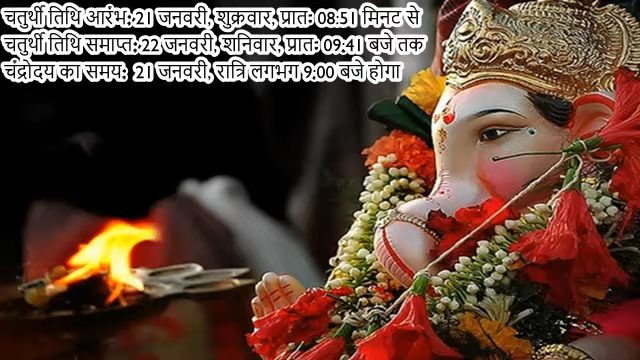 चतुर्थी तिथि आरंभ: 21 जनवरी, शुक्रवार, प्रातः 08:51 मिनट से
चतुर्थी तिथि समाप्त: 22 जनवरी, शनिवार, प्रातः 09:41 बजे तक
चंद्रोदय का समय: 21 जनवरी, रात्रि लगभग 9:00 बजे होगा